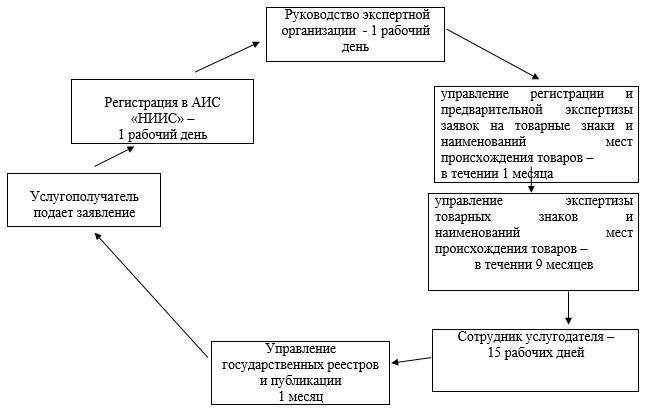 Руководство экспертной
организации - 1 рабочий
день
Регистрация в АИС
«НИИС» –
1 рабочий день
управление регистрации и
предварительной экспертизы
заявок на товарные знаки и
наименований мест
происхождения товаров –
в течении 1 месяца
Услугополучатель
подает заявление
управление экспертизы
товарных знаков и
наименований мест
происхождения товаров –
в течении 9 месяцев
Сотрудник услугодателя –
15 рабочих дней
Управление
государственных реестров
и публикации
1 месяц